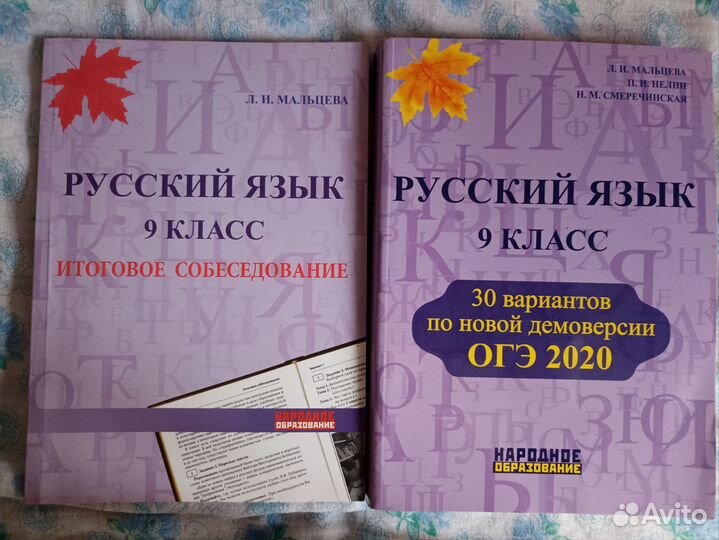 Л. И. МАЛЬЦЕВА
РУССКИЙ ЯЗЫК
9 КЛАСС
ИТОГОВОЕ СОБЕСЕДОВАНИЕ
НАРОДНОЕ
ОБРАЗОВАНИЕ
Л. И. МАЛЬЦЕВА
П. И. НЕЛИН
Н. М. СМЕРЕЧИНСКАЯ
РУССКИЙ ЯЗЫК
9 КЛАСС
30 вариантов
по новой демоверсии
ОГЭ 2020
НАРОДНОЕ
ОБРАЗОВАНИЕ
Avito